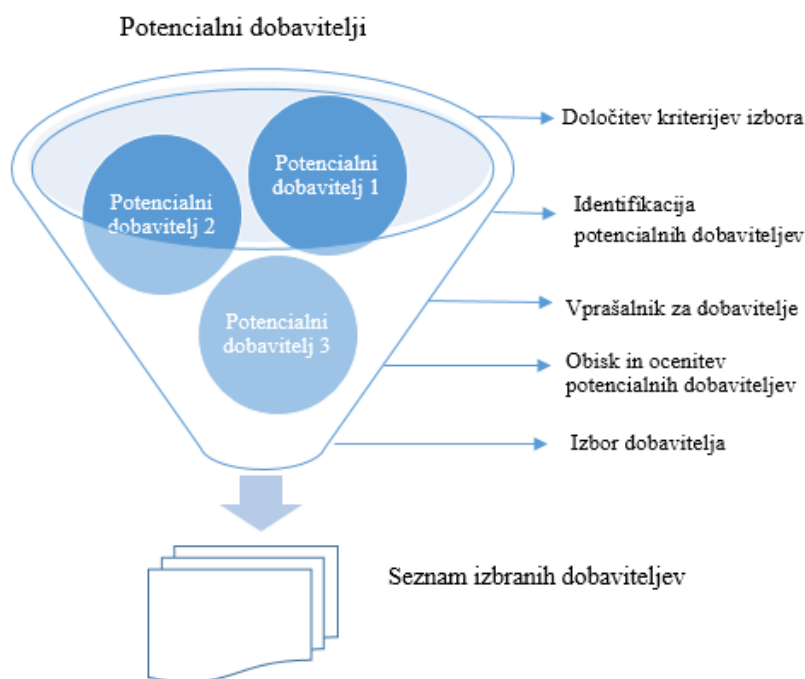 Potencialni dobavitelji
Potencialni
dobavitelj 1
Potencialni
dobavitelj 2
Potencialni
dobavitelj 3
Določitev kriterijev izbora
Identifikacija
potencialnih dobaviteljev
Vprašalnik za dobavitelje
Obisk in ocenitev
potencialnih dobaviteljev
Izbor dobavitelja
Seznam izbranih dobaviteljev